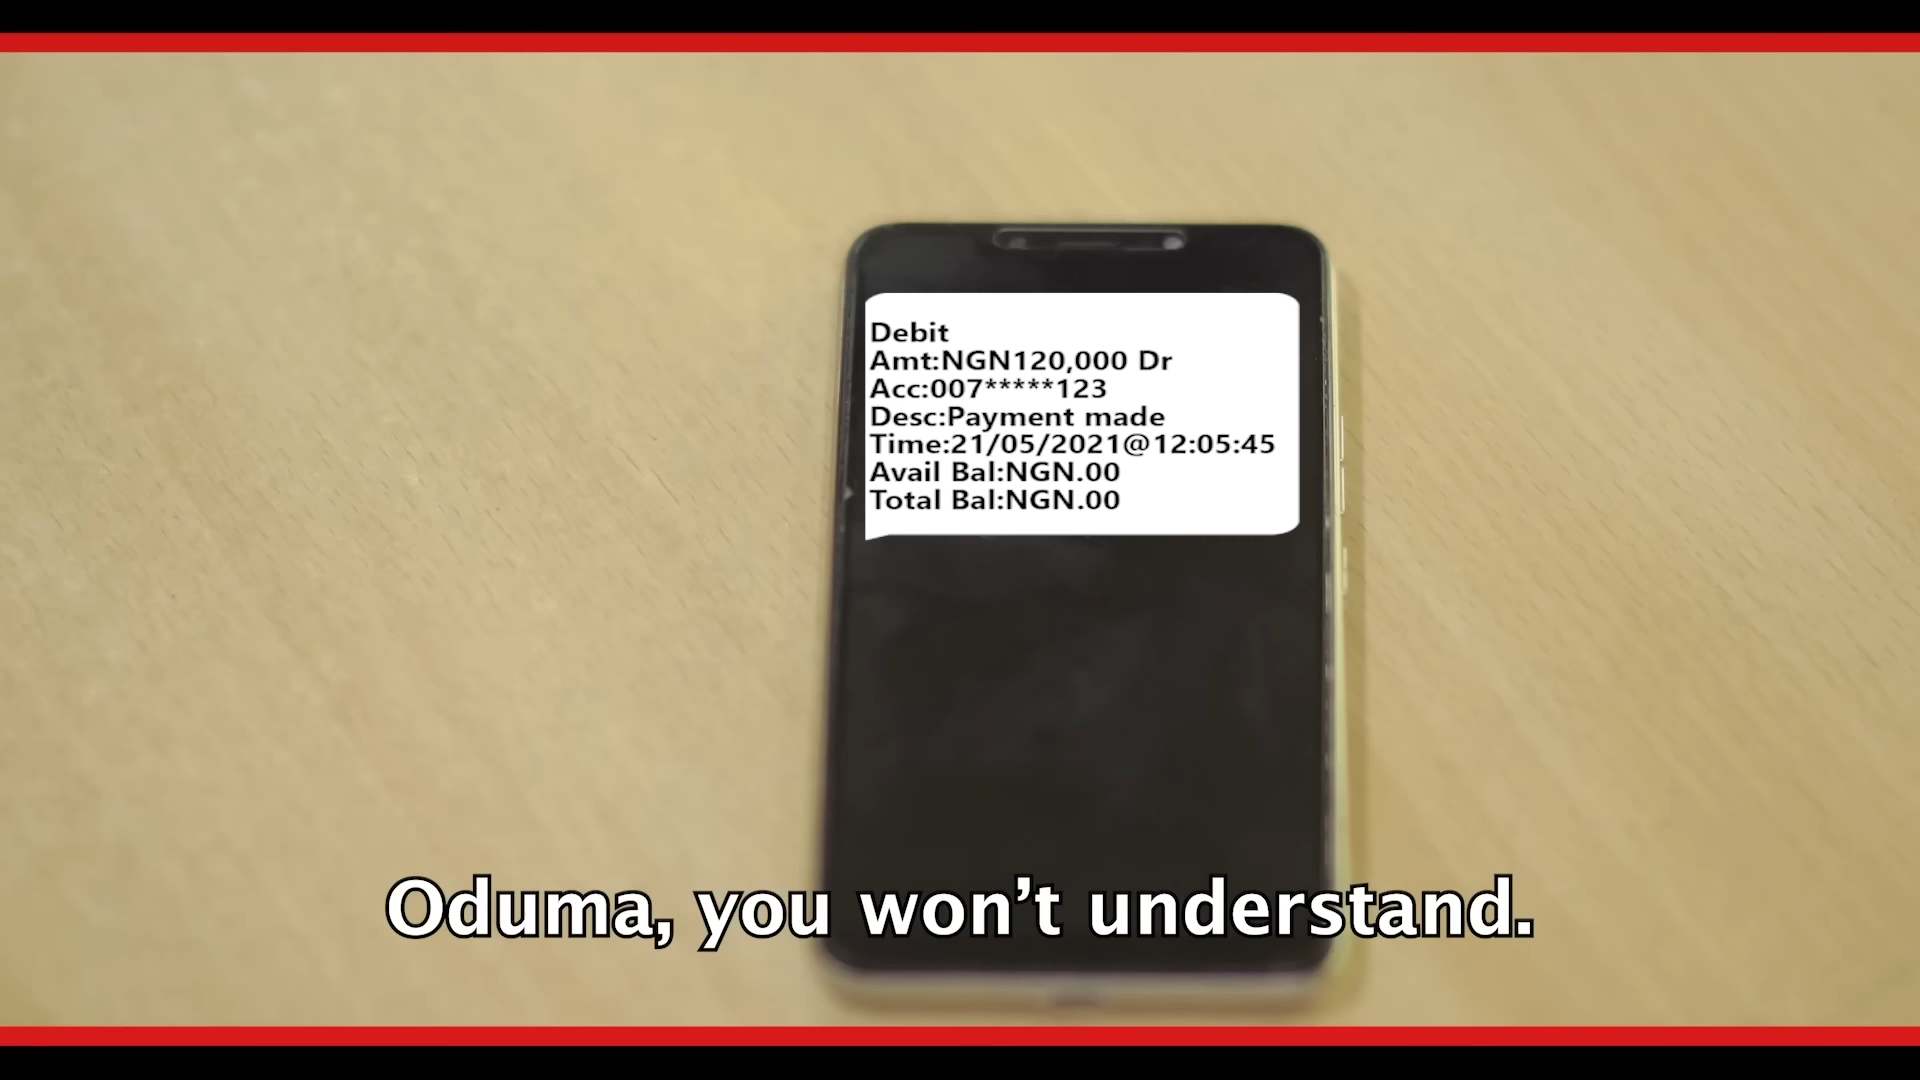 Debit
Amt:NGN120,000 Dr
Acc:007*****123
Desc:Payment made
Time:21/05/2021@12:05:45
Avail Bal:NGN.00
Total Bal:NGN.00
Oduma, you won’t understand.